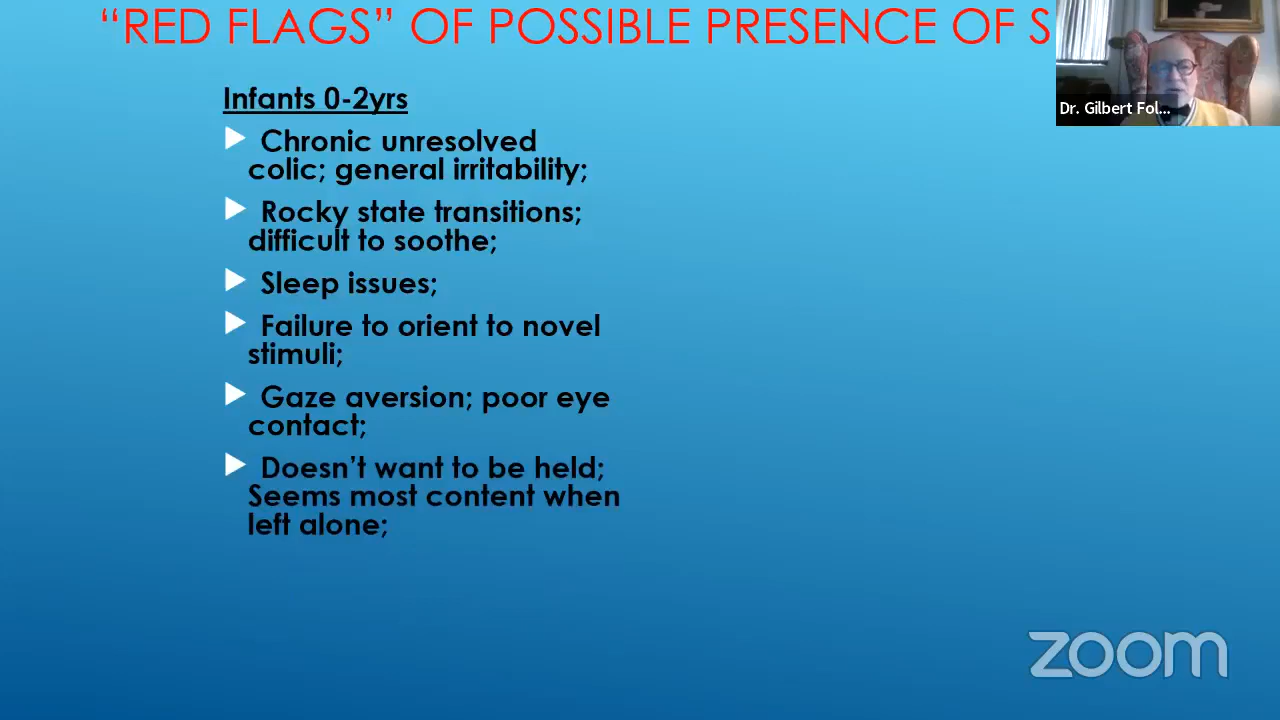 “RED FLAGS” OF POSSIBLE PRESENCE OF S
Dr. Gilbert Fol...
Infants 0-2yrs
Chronic unresolved
colic; general irritability;
Rocky state transitions;
difficult to soothe;
Sleep issues;
Failure to orient to novel
stimuli;
Gaze aversion; poor eye
contact;
Doesn’t want to be held;
Seems most content when
left alone;
zoom